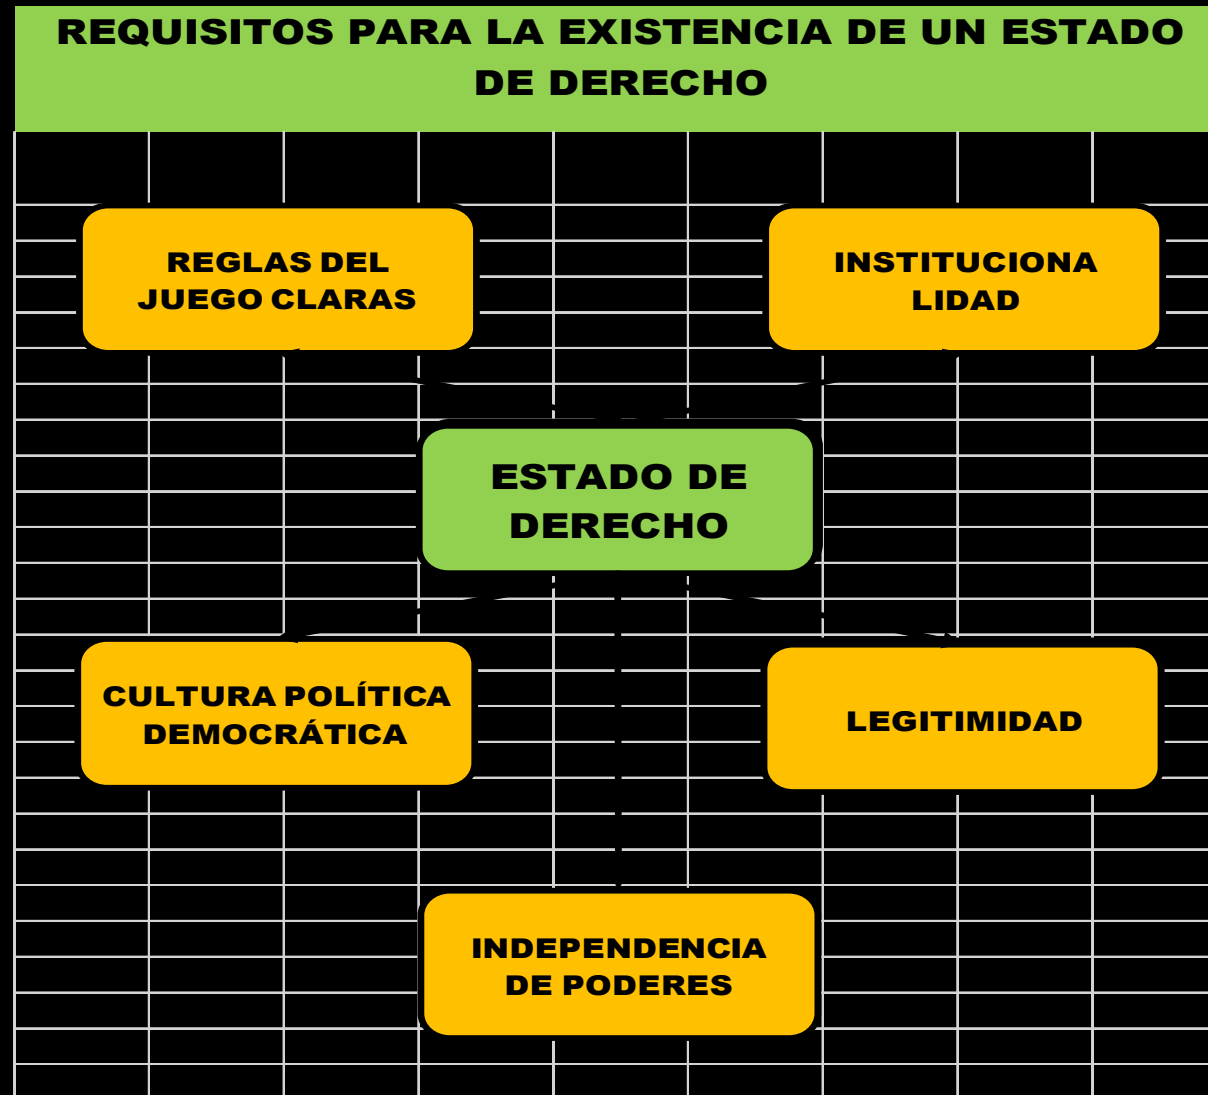 REQUISITOS PARA LA EXISTENCIA DE UN ESTADO
DE DERECHO
REGLAS DEL
JUEGO CLARAS
INSTITUCIONA
LIDAD
ESTADO DE
DERECHO
CULTURA POLÍTICA
DEMOCRÁTICA
LEGITIMIDAD
INDEPENDENCIA
DE PODERES